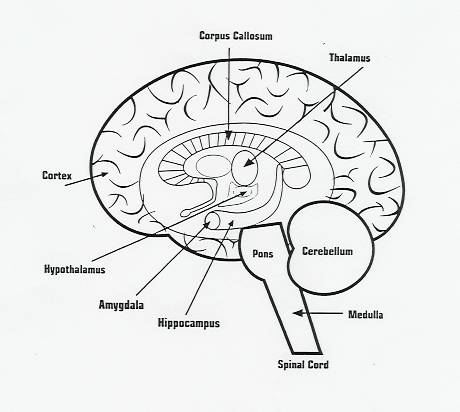 Corpus Callosum
Thalamus
Cortex
Hypothalamus
Amygdala
Hippocampus
Pons
Cerebellum
Medulla
Spinal Cord